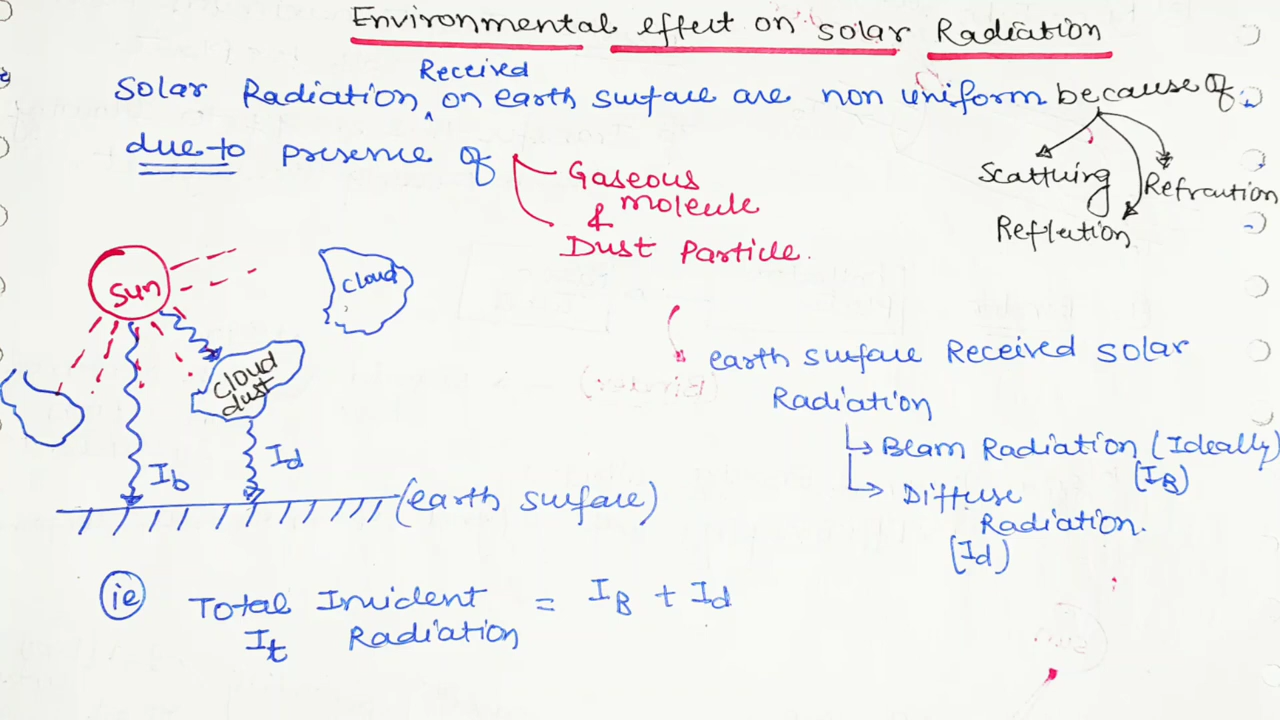 Environmental effect on solar Radiation
Received
Solar Radiation ‸ on earth surface are non uniform because of
due to presence of
Gaseous
molecule
&
Dust Particle.
Scattering
Refraction
Reflection
Sun
cloud
cloud
dust
Ib
Id
(earth surface)
earth surface Received solar
Radiation
Beam Radiation (Ideally)
(IB)
Diffuse
Radiation.
(Id)
ie Total Incident = IB + Id
It Radiation